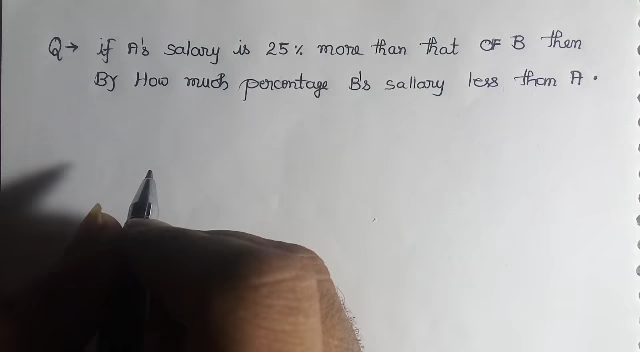 Q→ if A's salary is 25% more than that OF B then
By How much percentage B's sallary less than A.